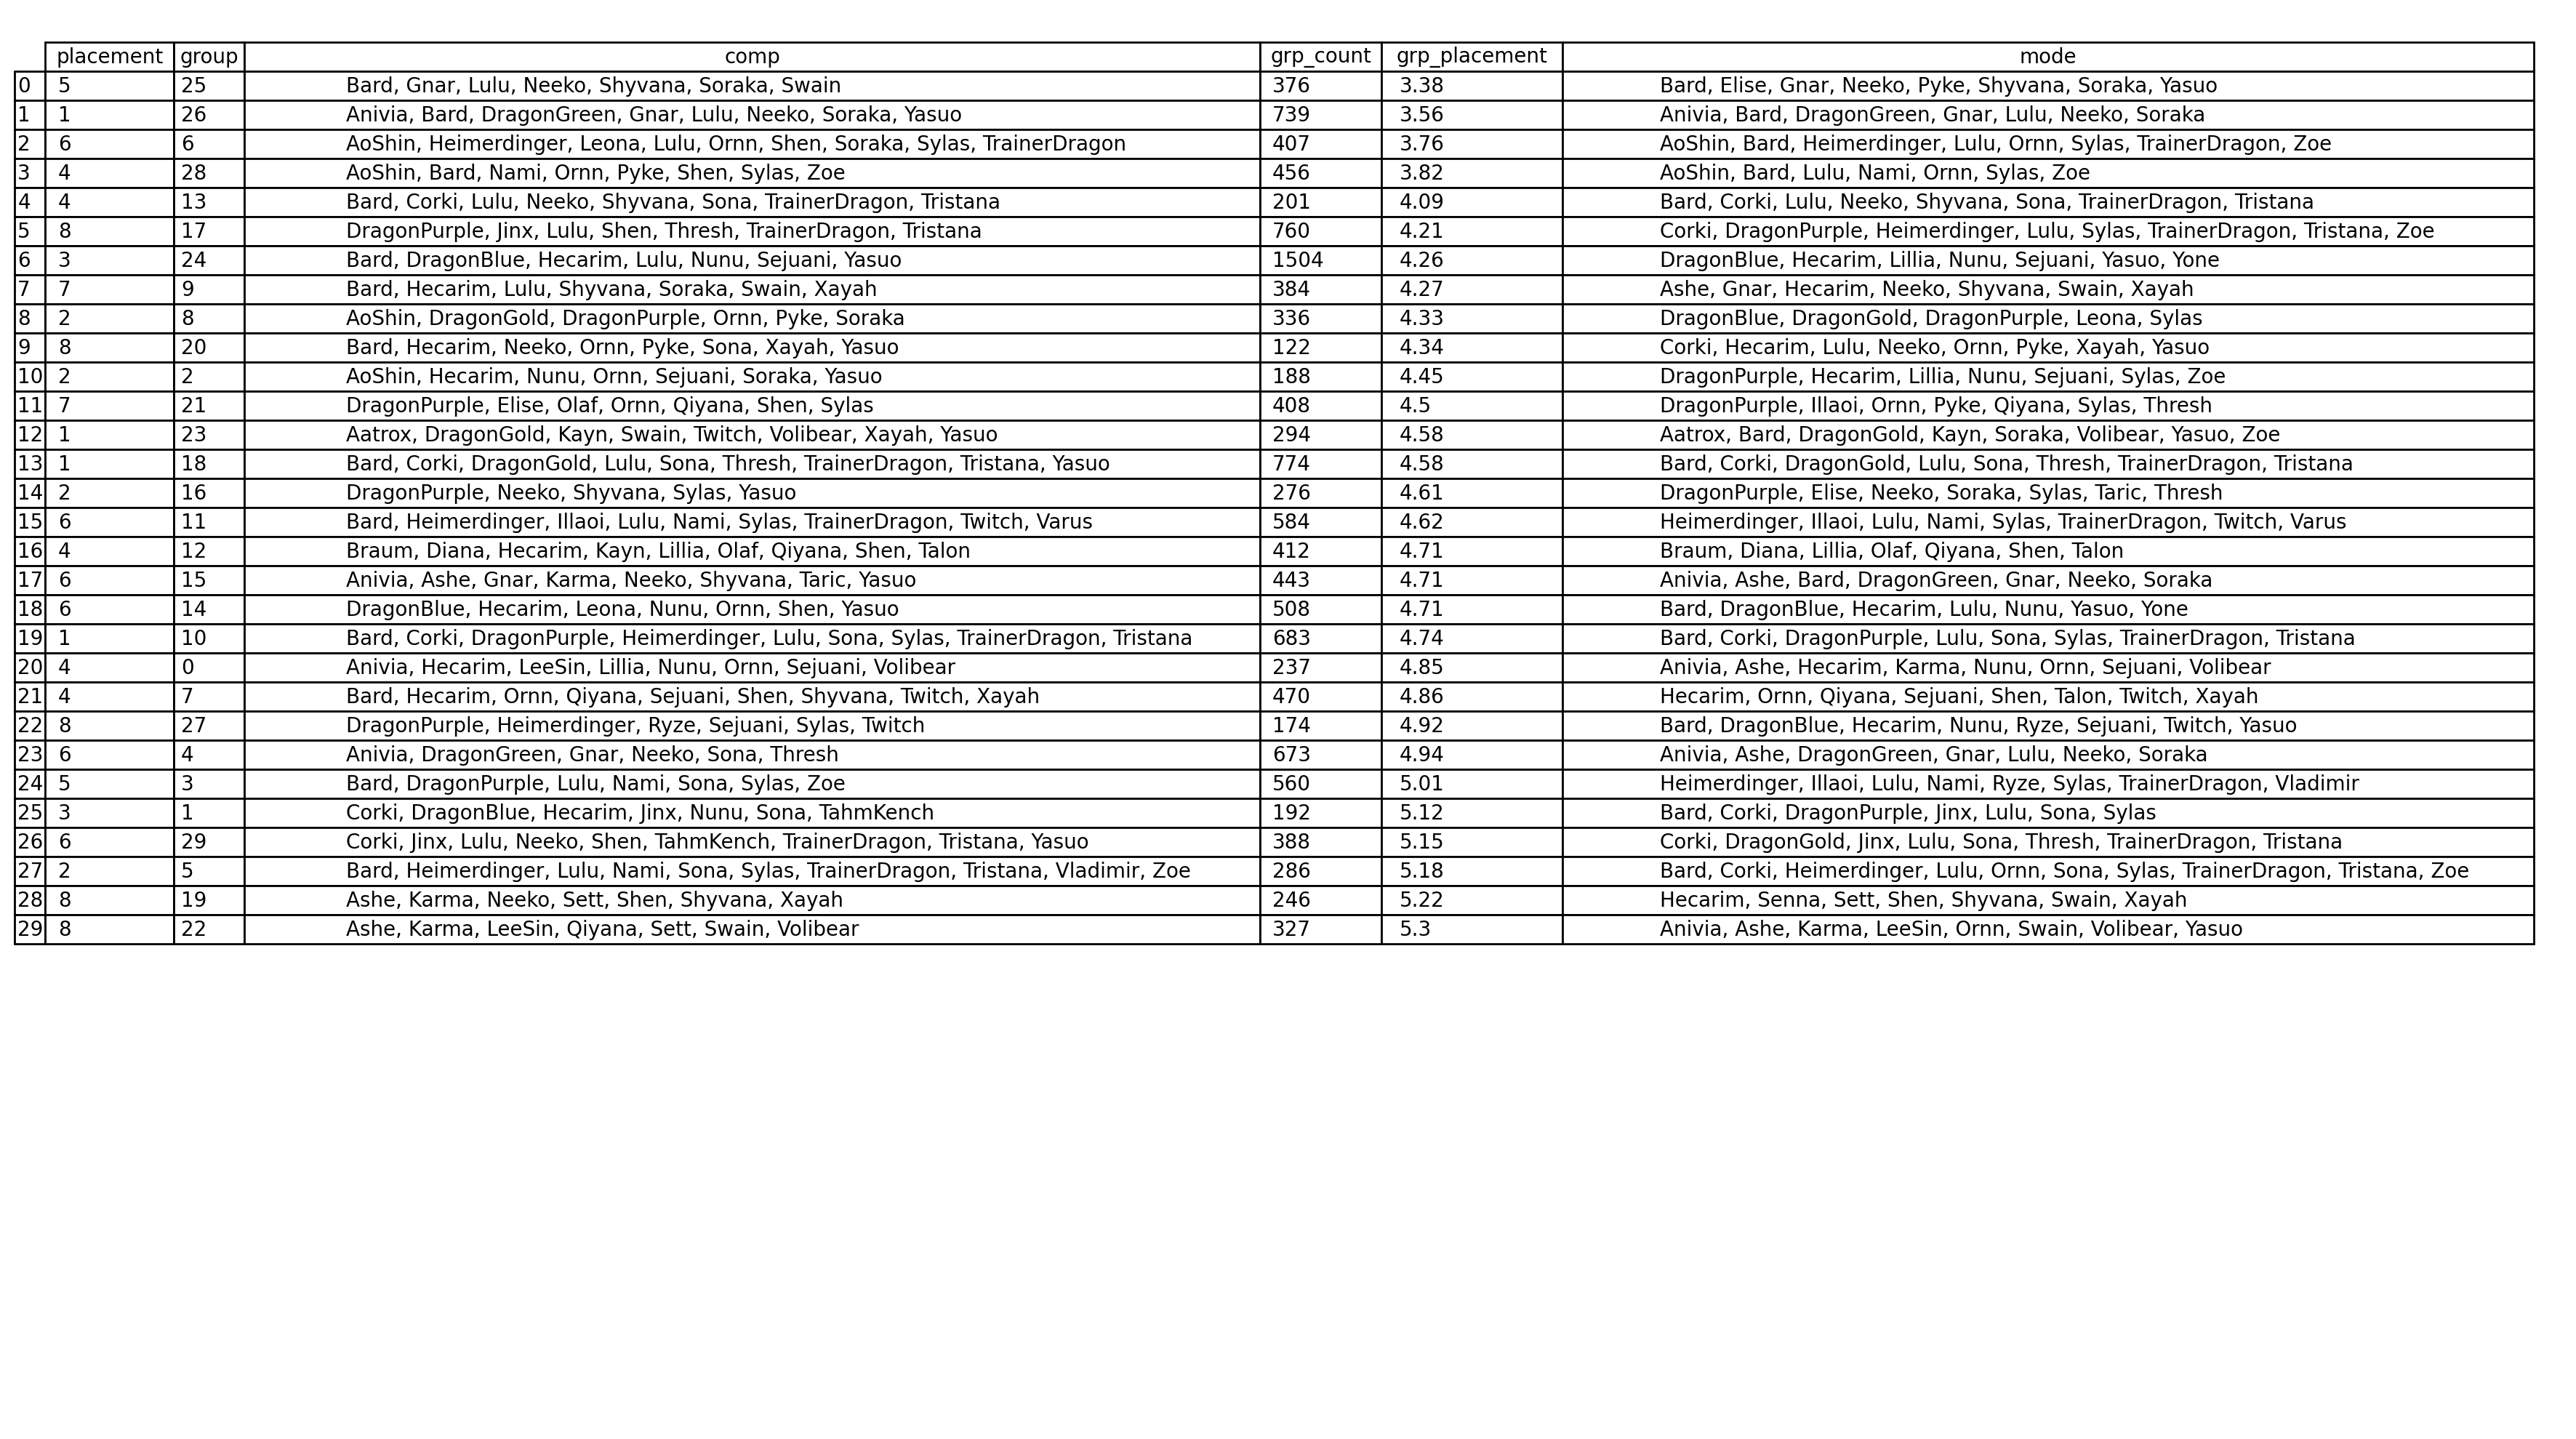 placement group comp grp_count grp_placement mode
0 5 25 Bard, Gnar, Lulu, Neeko, Shyvana, Soraka, Swain 376 3.38 Bard, Elise, Gnar, Neeko, Pyke, Shyvana, Soraka, Yasuo
1 1 26 Anivia, Bard, DragonGreen, Gnar, Lulu, Neeko, Soraka, Yasuo 739 3.56 Anivia, Bard, DragonGreen, Gnar, Lulu, Neeko, Soraka
2 6 6 AoShin, Heimerdinger, Leona, Lulu, Ornn, Shen, Soraka, Sylas, TrainerDragon 407 3.76 AoShin, Bard, Heimerdinger, Lulu, Ornn, Sylas, TrainerDragon, Zoe
3 4 28 AoShin, Bard, Nami, Ornn, Pyke, Shen, Sylas, Zoe 456 3.82 AoShin, Bard, Lulu, Nami, Ornn, Sylas, Zoe
4 4 13 Bard, Corki, Lulu, Neeko, Shyvana, Sona, TrainerDragon, Tristana 201 4.09 Bard, Corki, Lulu, Neeko, Shyvana, Sona, TrainerDragon, Tristana
5 8 17 DragonPurple, Jinx, Lulu, Shen, Thresh, TrainerDragon, Tristana 760 4.21 Corki, DragonPurple, Heimerdinger, Lulu, Sylas, TrainerDragon, Tristana, Zoe
6 3 24 Bard, DragonBlue, Hecarim, Lulu, Nunu, Sejuani, Yasuo 1504 4.26 DragonBlue, Hecarim, Lillia, Nunu, Sejuani, Yasuo, Yone
7 7 9 Bard, Hecarim, Lulu, Shyvana, Soraka, Swain, Xayah 384 4.27 Ashe, Gnar, Hecarim, Neeko, Shyvana, Swain, Xayah
8 2 8 AoShin, DragonGold, DragonPurple, Ornn, Pyke, Soraka 336 4.33 DragonBlue, DragonGold, DragonPurple, Leona, Sylas
9 8 20 Bard, Hecarim, Neeko, Ornn, Pyke, Sona, Xayah, Yasuo 122 4.34 Corki, Hecarim, Lulu, Neeko, Ornn, Pyke, Xayah, Yasuo
10 2 2 AoShin, Hecarim, Nunu, Ornn, Sejuani, Soraka, Yasuo 188 4.45 DragonPurple, Hecarim, Lillia, Nunu, Sejuani, Sylas, Zoe
11 7 21 DragonPurple, Elise, Olaf, Ornn, Qiyana, Shen, Sylas 408 4.5 DragonPurple, Illaoi, Ornn, Pyke, Qiyana, Sylas, Thresh
12 1 23 Aatrox, DragonGold, Kayn, Swain, Twitch, Volibear, Xayah, Yasuo 294 4.58 Aatrox, Bard, DragonGold, Kayn, Soraka, Volibear, Yasuo, Zoe
13 1 18 Bard, Corki, DragonGold, Lulu, Sona, Thresh, TrainerDragon, Tristana, Yasuo 774 4.58 Bard, Corki, DragonGold, Lulu, Sona, Thresh, TrainerDragon, Tristana
14 2 16 DragonPurple, Neeko, Shyvana, Sylas, Yasuo 276 4.61 DragonPurple, Elise, Neeko, Soraka, Sylas, Taric, Thresh
15 6 11 Bard, Heimerdinger, Illaoi, Lulu, Nami, Sylas, TrainerDragon, Twitch, Varus 584 4.62 Heimerdinger, Illaoi, Lulu, Nami, Sylas, TrainerDragon, Twitch, Varus
16 4 12 Braum, Diana, Hecarim, Kayn, Lillia, Olaf, Qiyana, Shen, Talon 412 4.71 Braum, Diana, Lillia, Olaf, Qiyana, Shen, Talon
17 6 15 Anivia, Ashe, Gnar, Karma, Neeko, Shyvana, Taric, Yasuo 443 4.71 Anivia, Ashe, Bard, DragonGreen, Gnar, Neeko, Soraka
18 6 14 DragonBlue, Hecarim, Leona, Nunu, Ornn, Shen, Yasuo 508 4.71 Bard, DragonBlue, Hecarim, Lulu, Nunu, Yasuo, Yone
19 1 10 Bard, Corki, DragonPurple, Heimerdinger, Lulu, Sona, Sylas, TrainerDragon, Tristana 683 4.74 Bard, Corki, DragonPurple, Lulu, Sona, Sylas, TrainerDragon, Tristana
20 4 0 Anivia, Hecarim, LeeSin, Lillia, Nunu, Ornn, Sejuani, Volibear 237 4.85 Anivia, Ashe, Hecarim, Karma, Nunu, Ornn, Sejuani, Volibear
21 4 7 Bard, Hecarim, Ornn, Qiyana, Sejuani, Shen, Shyvana, Twitch, Xayah 470 4.86 Hecarim, Ornn, Qiyana, Sejuani, Shen, Talon, Twitch, Xayah
22 8 27 DragonPurple, Heimerdinger, Ryze, Sejuani, Sylas, Twitch 174 4.92 Bard, DragonBlue, Hecarim, Nunu, Ryze, Sejuani, Twitch, Yasuo
23 6 4 Anivia, DragonGreen, Gnar, Neeko, Sona, Thresh 673 4.94 Anivia, Ashe, DragonGreen, Gnar, Lulu, Neeko, Soraka
24 5 3 Bard, DragonPurple, Lulu, Nami, Sona, Sylas, Zoe 560 5.01 Heimerdinger, Illaoi, Lulu, Nami, Ryze, Sylas, TrainerDragon, Vladimir
25 3 1 Corki, DragonBlue, Hecarim, Jinx, Nunu, Sona, TahmKench 192 5.12 Bard, Corki, DragonPurple, Jinx, Lulu, Sona, Sylas
26 6 29 Corki, Jinx, Lulu, Neeko, Shen, TahmKench, TrainerDragon, Tristana, Yasuo 388 5.15 Corki, DragonGold, Jinx, Lulu, Sona, Thresh, TrainerDragon, Tristana
27 2 5 Bard, Heimerdinger, Lulu, Nami, Sona, Sylas, TrainerDragon, Tristana, Vladimir, Zoe 286 5.18 Bard, Corki, Heimerdinger, Lulu, Ornn, Sona, Sylas, TrainerDragon, Tristana, Zoe
28 8 19 Ashe, Karma, Neeko, Sett, Shen, Shyvana, Xayah 246 5.22 Hecarim, Senna, Sett, Shen, Shyvana, Swain, Xayah
29 8 22 Ashe, Karma, LeeSin, Qiyana, Sett, Swain, Volibear 327 5.3 Anivia, Ashe, Karma, LeeSin, Ornn, Swain, Volibear, Yasuo